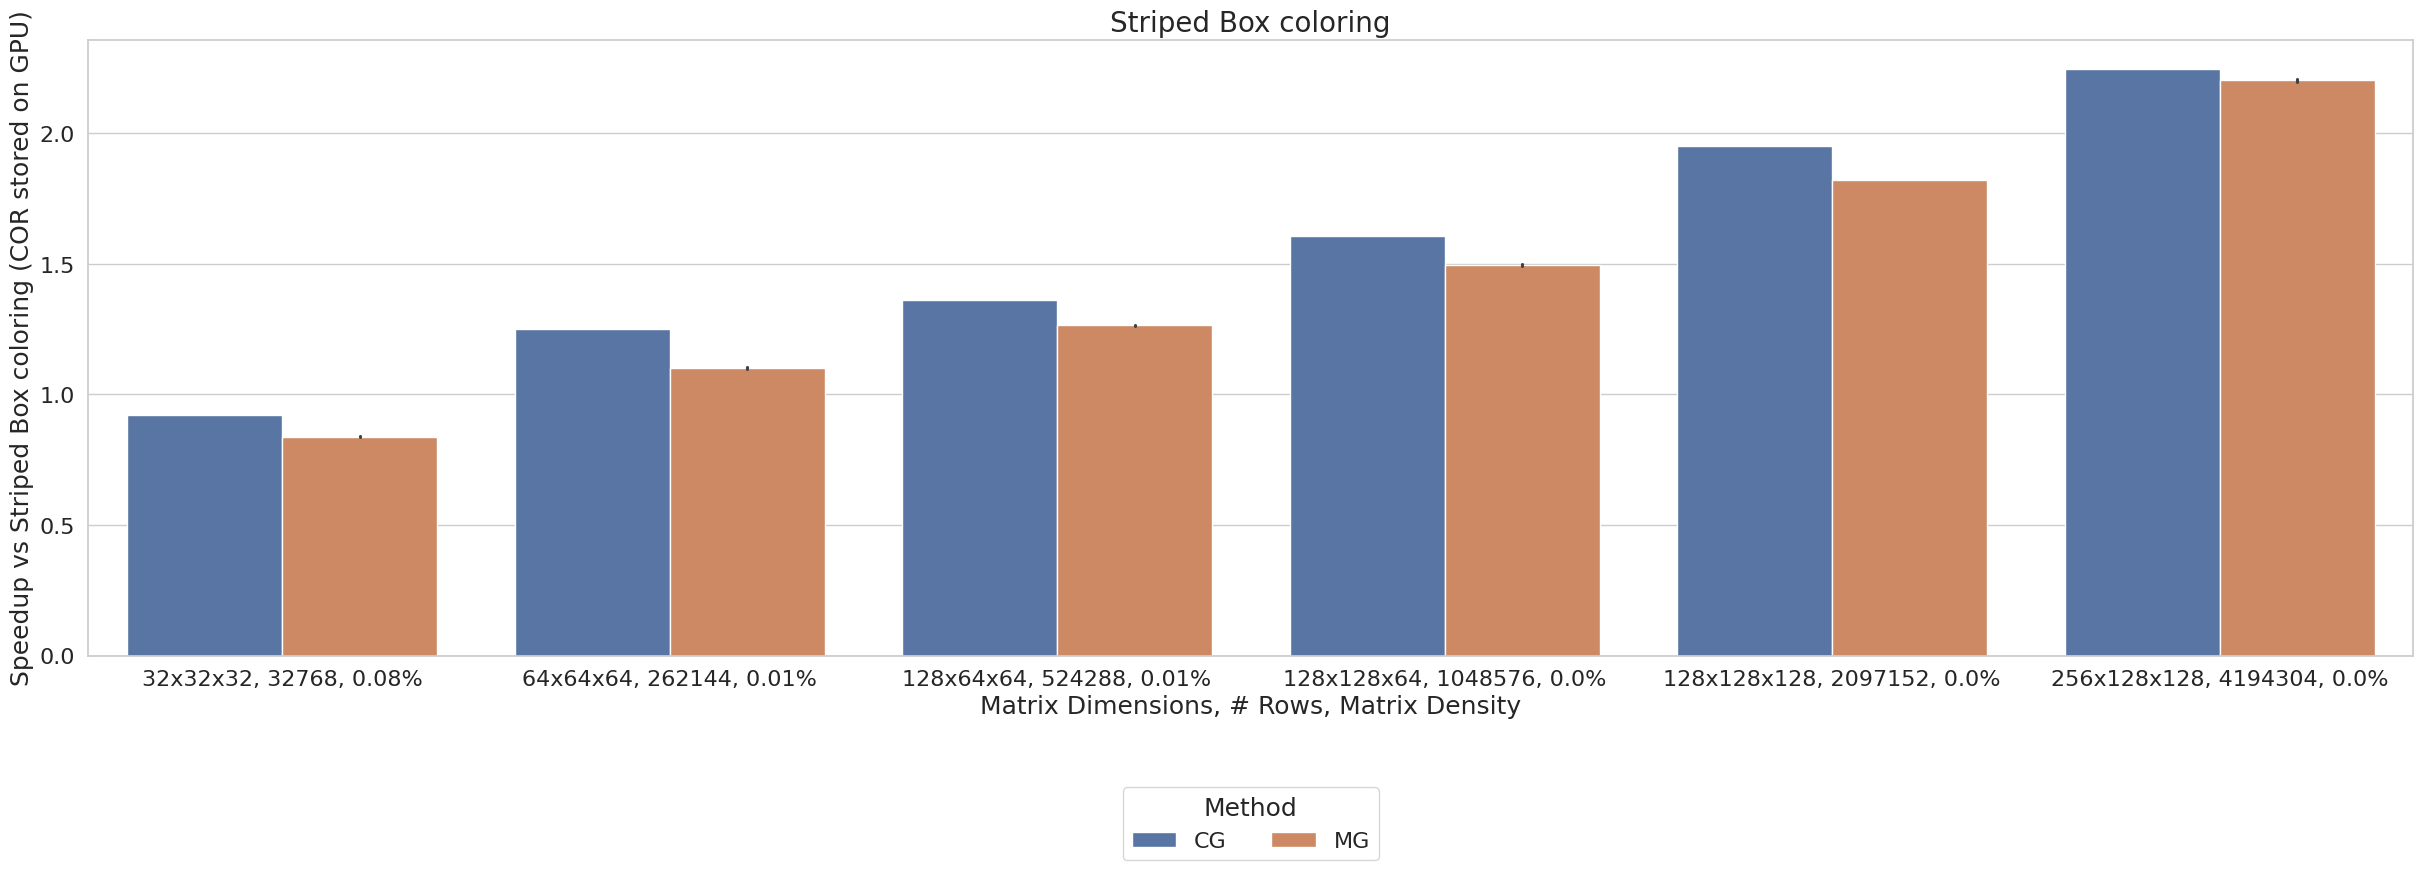 Striped Box coloring
Speedup vs Striped Box coloring (COR stored on GPU)
2.0
1.5
1.0
0.5
0.0
32x32x32, 32768, 0.08%
64x64x64, 262144, 0.01%
128x64x64, 524288, 0.01%
128x128x64, 1048576, 0.0%
128x128x128, 2097152, 0.0%
256x128x128, 4194304, 0.0%
Matrix Dimensions, # Rows, Matrix Density
Method
CG
MG